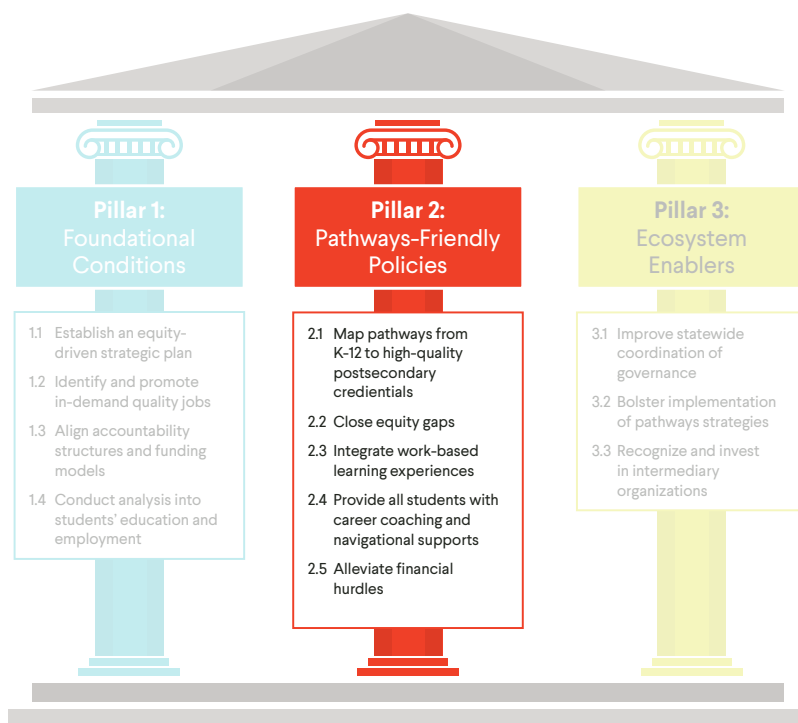 Pillar 1:
Foundational
Conditions
1.1 Establish an equity-
driven strategic plan
1.2 Identify and promote
in-demand quality jobs
1.3 Align accountability
structures and funding
models
1.4 Conduct analysis into
students’ education and
employment
Pillar 2:
Pathways-Friendly
Policies
2.1 Map pathways from
K-12 to high-quality
postsecondary
credentials
2.2 Close equity gaps
2.3 Integrate work-based
learning experiences
2.4 Provide all students with
career coaching and
navigational supports
2.5 Alleviate financial
hurdles
Pillar 3:
Ecosystem
Enablers
3.1 Improve statewide
coordination of
governance
3.2 Bolster implementation
of pathways strategies
3.3 Recognize and invest
in intermediary
organizations